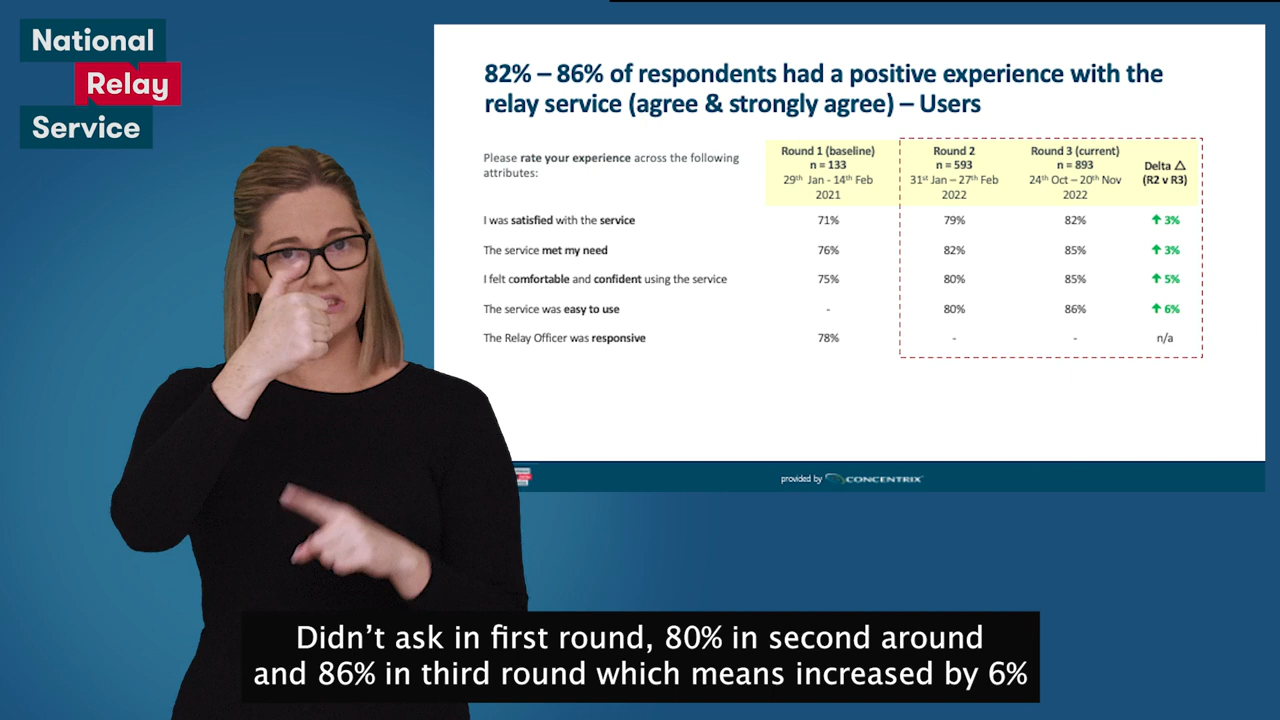 National
Relay
Service
82% – 86% of respondents had a positive experience with the
relay service (agree & strongly agree) – Users
Please rate your experience across the following
attributes:
Round 1 (baseline)
n = 133
29th Jan - 14th Feb
2021
Round 2
n = 593
31st Jan – 27th Feb
2022
Round 3 (current)
n = 893
24th Oct – 20th Nov
2022
Delta △
(R2 v R3)
I was satisfied with the service 71% 79% 82% ↑ 3%
The service met my need 76% 82% 85% ↑ 3%
I felt comfortable and confident using the service 75% 80% 85% ↑ 5%
The service was easy to use - 80% 86% ↑ 6%
The Relay Officer was responsive 78% - - n/a
provided by CONCENTRIX
Didn’t ask in first round, 80% in second around
and 86% in third round which means increased by 6%